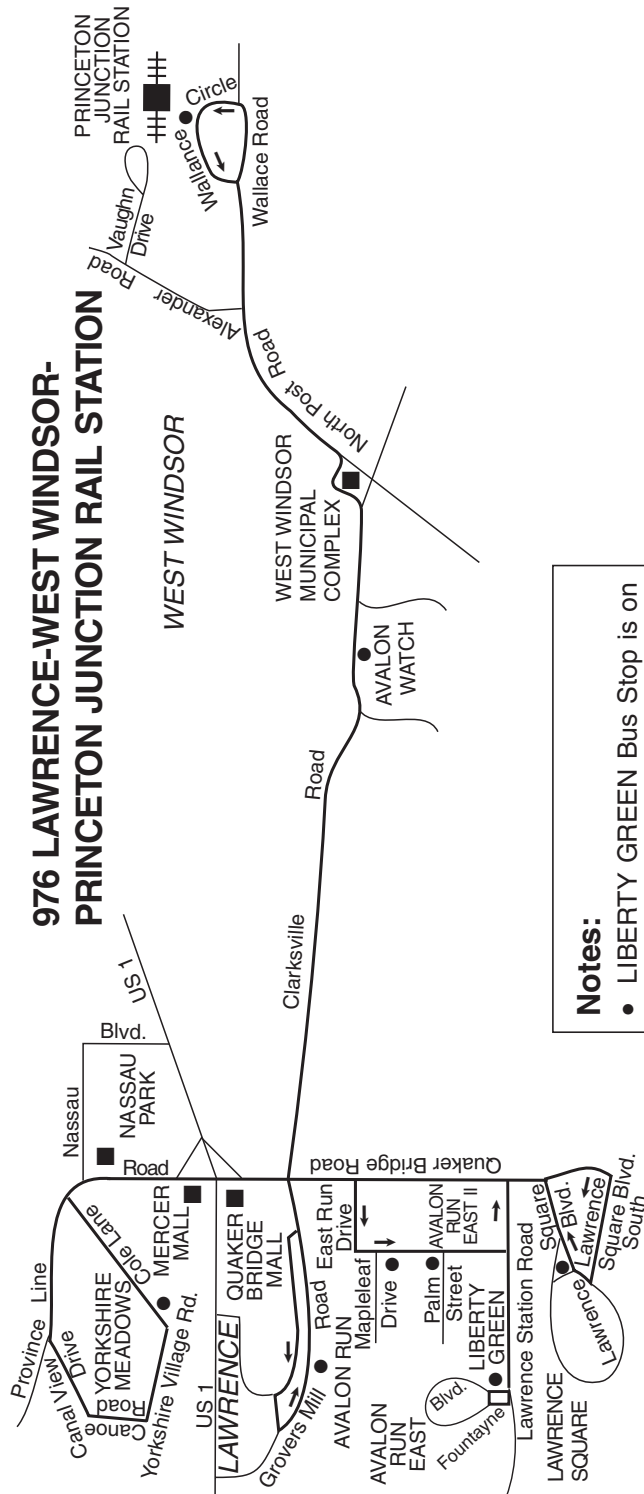 976 LAWRENCE-WEST WINDSOR-
PRINCETON JUNCTION RAIL STATION
PRINCETON
JUNCTION
RAIL STATION
Wallance
Circle
Wallace Road
Vaughn
Drive
Alexander
Road
WEST WINDSOR
North Post Road
WEST WINDSOR
MUNICIPAL
COMPLEX
AVALON
WATCH
Clarksville
Road
US 1
Nassau
Blvd.
NASSAU
PARK
Province Line
Road
Cole Lane
MERCER
MALL
Canal View
Drive
YORKSHIRE
MEADOWS
Canoe
Road
Yorkshire Village Rd.
US 1
QUAKER
BRIDGE
MALL
LAWRENCE
Grovers Mill
Road
AVALON RUN
Quaker Bridge Road
East Run
Drive
Mapleleaf
Drive
AVALON
RUN
EAST II
Palm
Street
AVALON
RUN
EAST
LIBERTY
GREEN
Fountayne
Blvd.
Lawrence Station Road
LAWRENCE
SQUARE
Lawrence
Square
Blvd.
Lawrence
Square Blvd.
South
Notes:
• LIBERTY GREEN Bus Stop is on